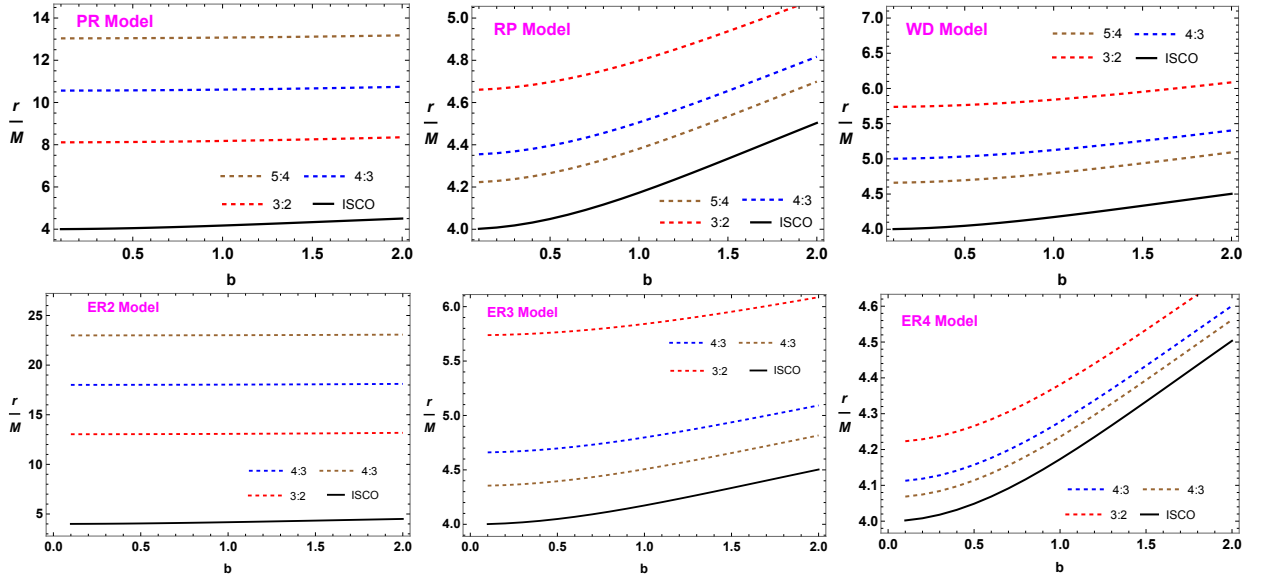 PR Model
14
12
10
8
6
4
r
M
5:4 4:3
3:2 ISCO
0.5 1.0 1.5 2.0
b
RP Model
5.0
4.8
4.6
4.4
4.2
4.0
r
M
5:4 4:3
3:2 ISCO
0.5 1.0 1.5 2.0
b
WD Model
7.0
6.5
6.0
5.5
5.0
4.5
4.0
r
M
5:4 4:3
3:2 ISCO
0.5 1.0 1.5 2.0
b
ER2 Model
25
20
15
10
5
r
M
4:3 4:3
3:2 ISCO
0.0 0.5 1.0 1.5 2.0
b
ER3 Model
6.0
5.5
5.0
4.5
4.0
r
M
4:3 4:3
3:2 ISCO
0.0 0.5 1.0 1.5 2.0
b
ER4 Model
4.6
4.5
4.4
4.3
4.2
4.1
4.0
r
M
4:3 4:3
3:2 ISCO
0.0 0.5 1.0 1.5 2.0
b